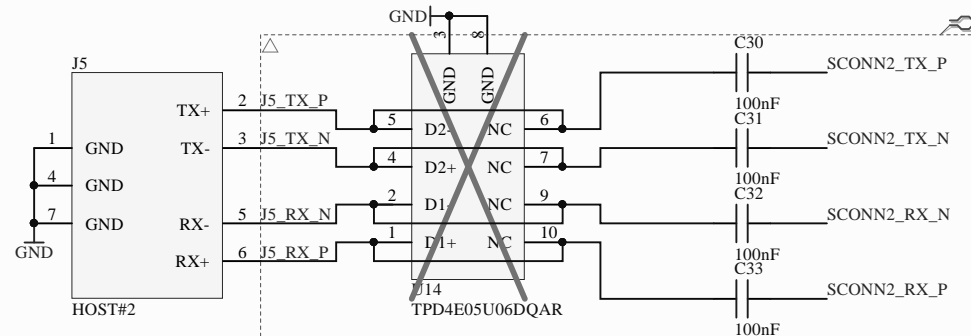 GND
3
8
C30
SCONN2_TX_P
J5
GND
GND
100nF
2
J5_TX_P
TX+
5
D2-
NC
6
C31
1
GND
TX-
3
J5_TX_N
SCONN2_TX_N
4
D2+
NC
7
100nF
4
GND
C32
2
D1-
NC
9
7
GND
RX-
5
J5_RX_N
SCONN2_RX_N
1
D1+
NC
10
100nF
GND
RX+
6
J5_RX_P
C33
U14
SCONN2_RX_P
HOST#2
TPD4E05U06DQAR
100nF